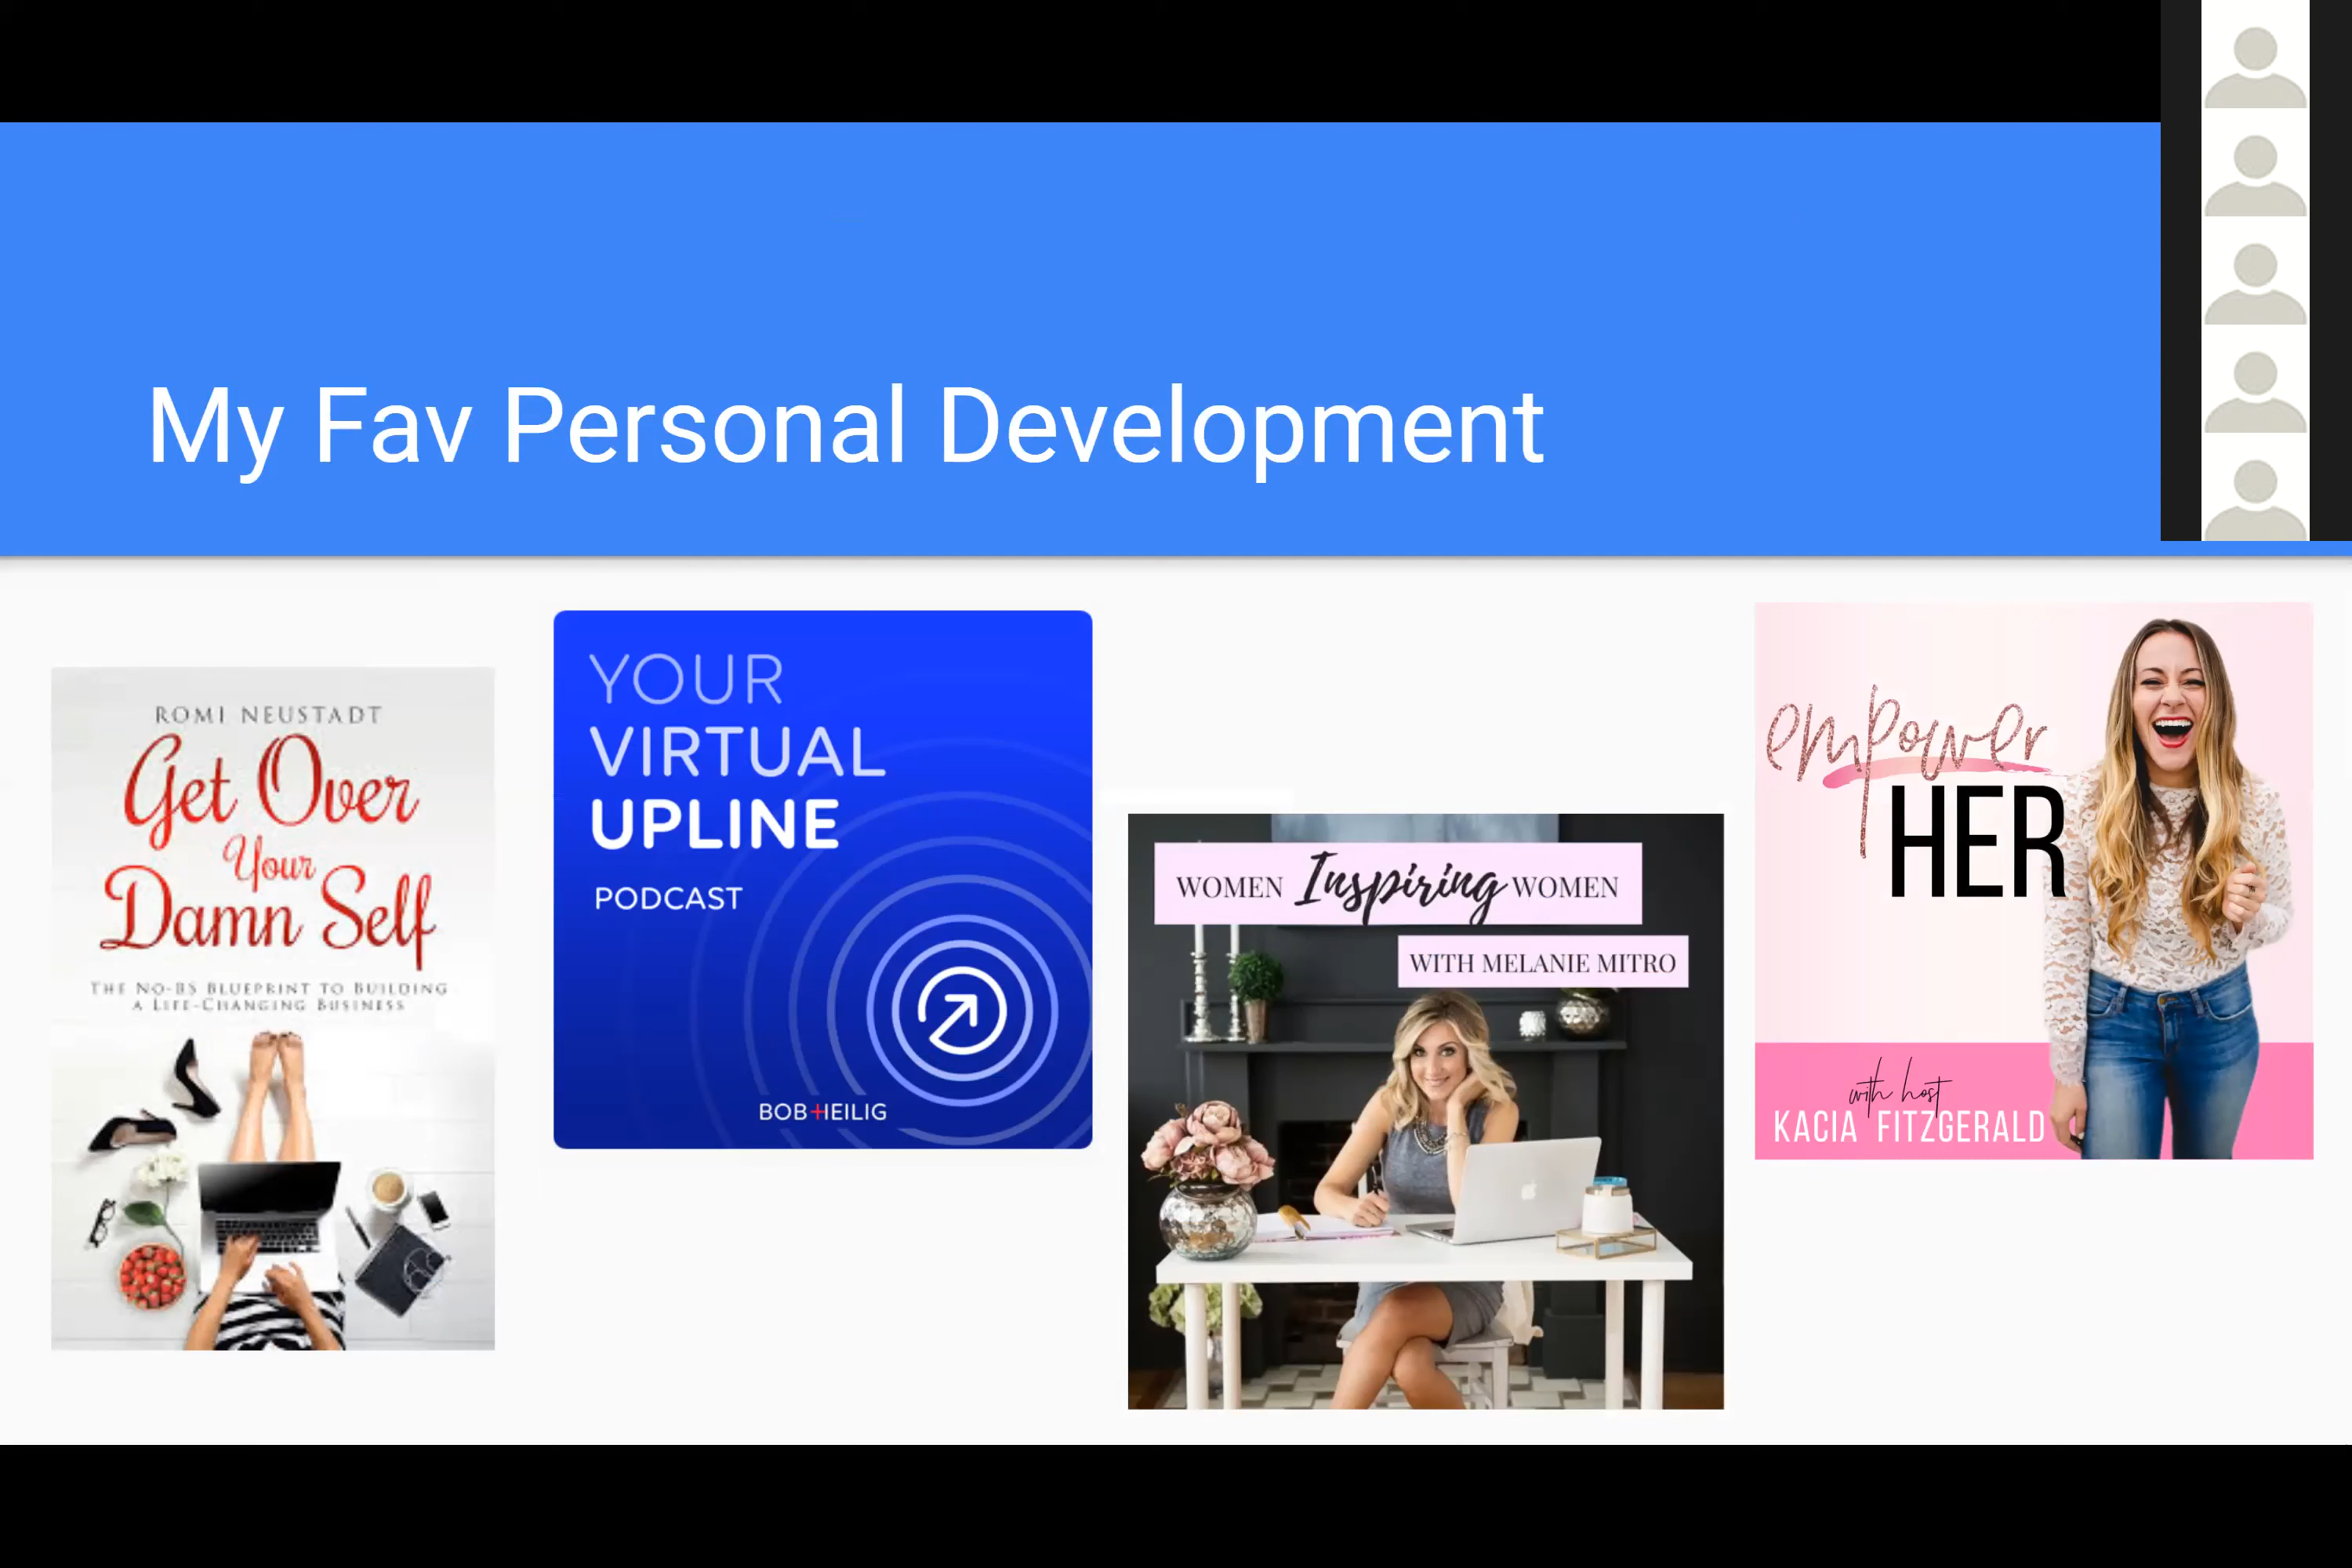 My Fav Personal Development
ROMI NEUSTADT
Get Over
Your
Damn Self
THE NO-BS BLUEPRINT TO BUILDING
A LIFE-CHANGING BUSINESS
YOUR
VIRTUAL
UPLINE
PODCAST
BOB HEILIG
WOMEN Inspiring WOMEN
WITH MELANIE MITRO
empower
HER
with host
KACIA FITZGERALD